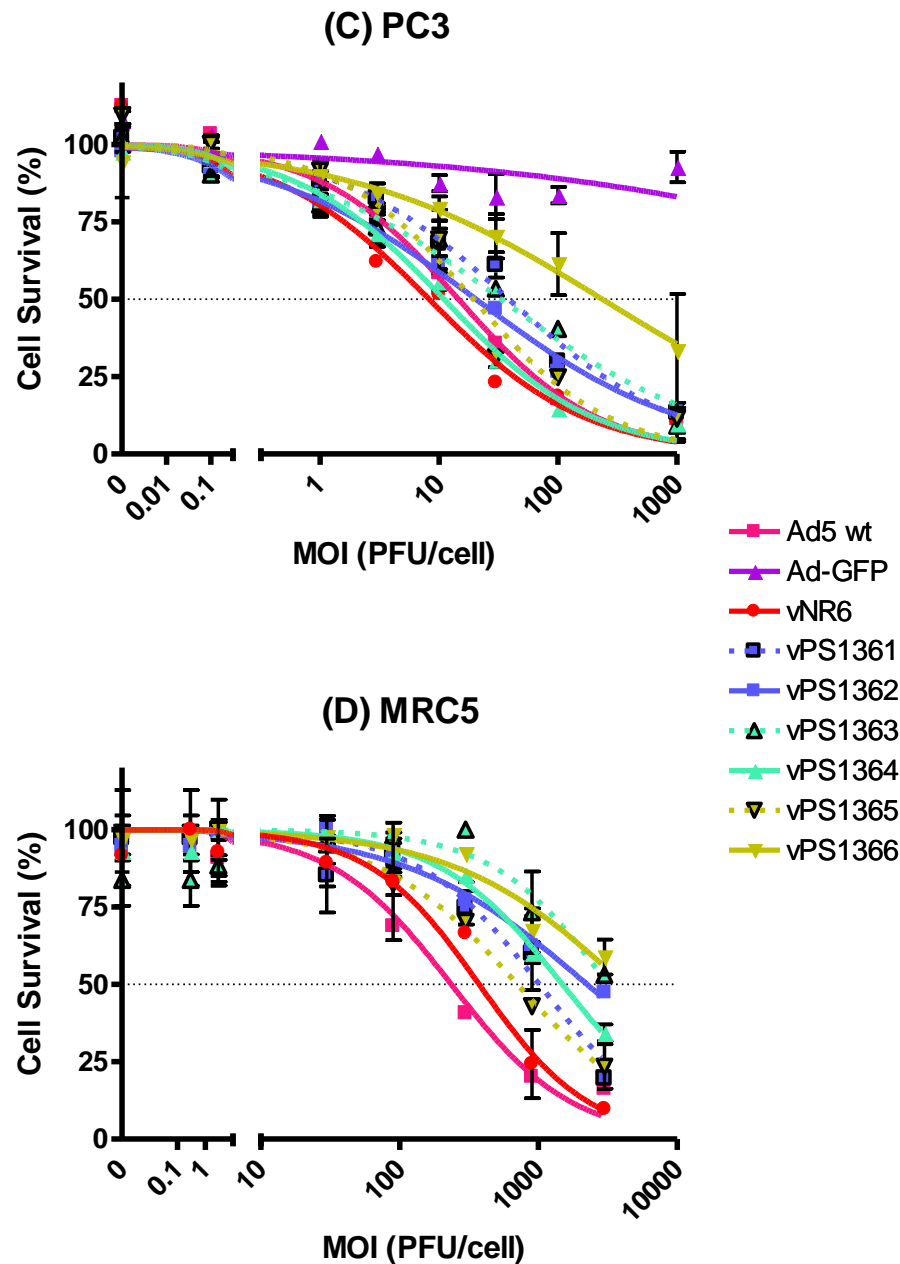 (C) PC3
Cell Survival (%)
100
75
50
25
0
0 0.01 0.1 1 10 100 1000
MOI (PFU/cell)
Ad5 wt
Ad-GFP
vNR6
vPS1361
vPS1362
vPS1363
vPS1364
vPS1365
vPS1366
(D) MRC5
Cell Survival (%)
100
75
50
25
0
0 0.1 1 10 100 1000 10000
MOI (PFU/cell)